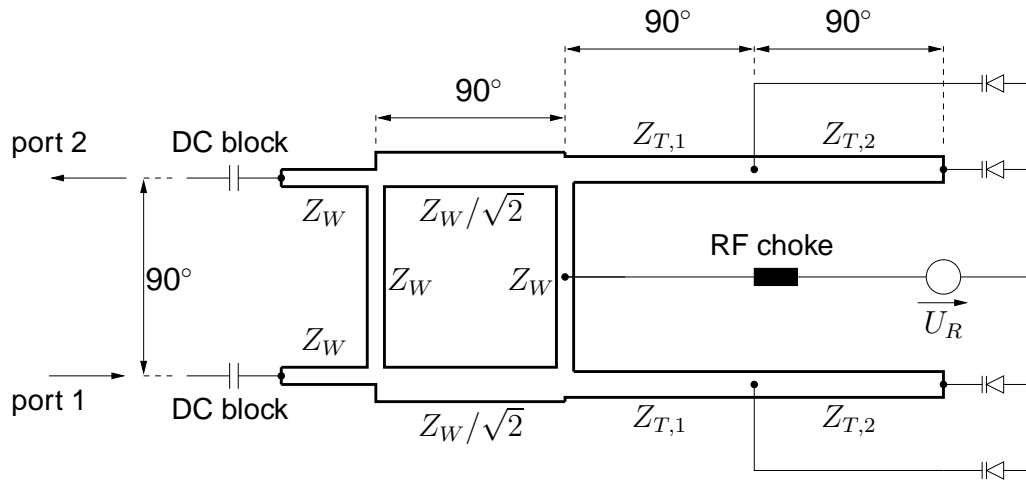 90° 90°
90°
port 2 DC block
Z_{T,1} Z_{T,2}
Z_W Z_W/√2
RF choke
90° Z_W Z_W
U_R
Z_W
port 1 DC block
Z_W/√2 Z_{T,1} Z_{T,2}